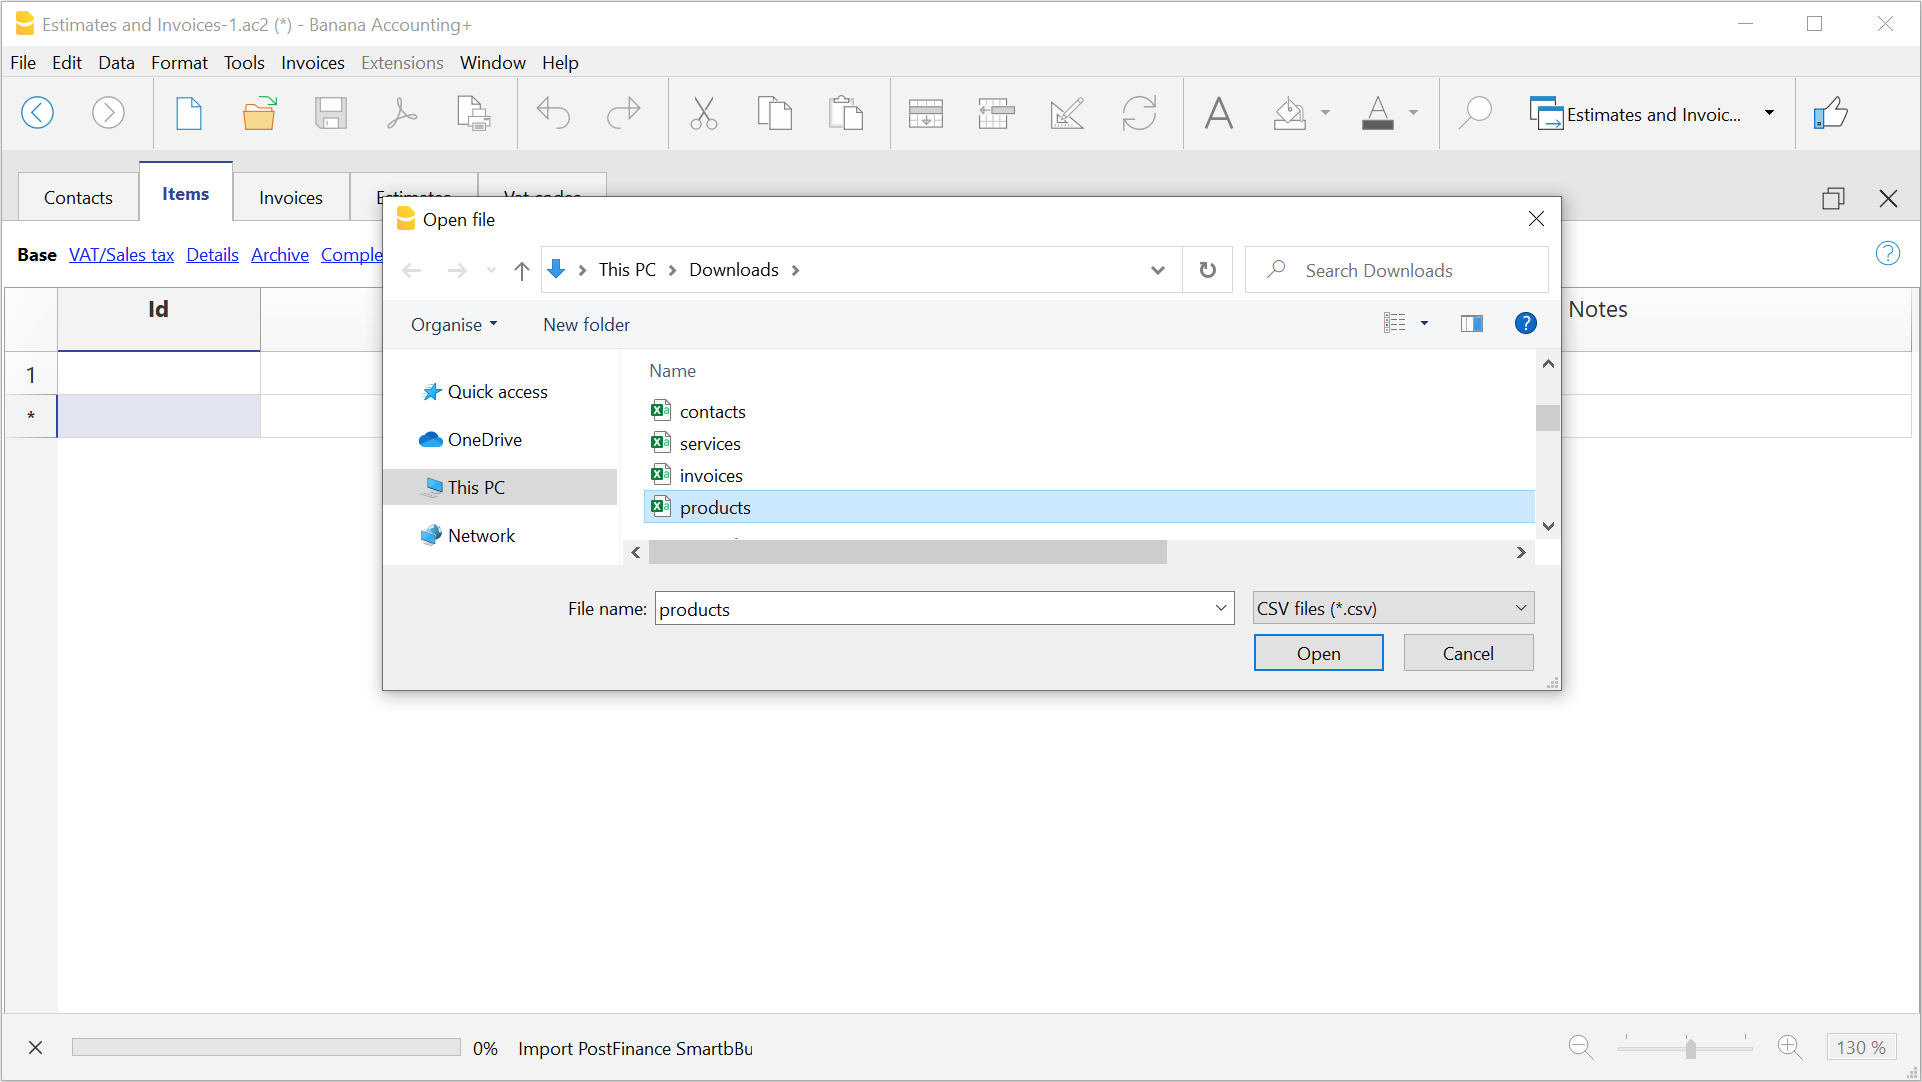 Estimates and Invoices-1.ac2 (*) - Banana Accounting+
File Edit Data Format Tools Invoices Extensions Window Help
Estimates and Invoic...
Contacts Items Invoices Estimates Vat codes
Open file
Base VAT/Sales tax Details Archive Comple
This PC Downloads
Search Downloads
Id
Notes
Organise New folder
Name
1
*
Quick access
OneDrive
This PC
Network
contacts
services
invoices
products
File name: products
CSV files (*.csv)
Open Cancel
0% Import PostFinance SmartbBu
130 %